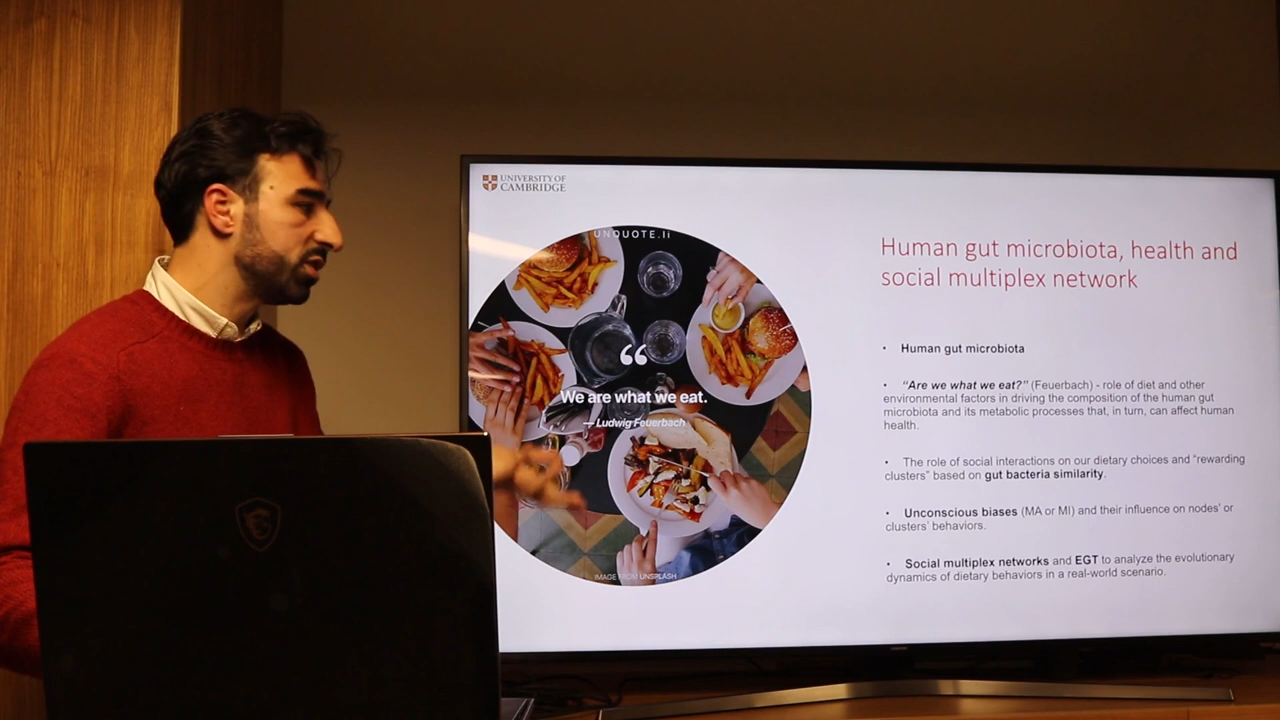 UNIVERSITY OF
CAMBRIDGE
UNQUOTE.li
“
We are what we eat.
— Ludwig Feuerbach
IMAGE FROM UNSPLASH
Human gut microbiota, health and
social multiplex network
• Human gut microbiota
• “Are we what we eat?” (Feuerbach) - role of diet and other
environmental factors in driving the composition of the human gut
microbiota and its metabolic processes that, in turn, can affect human
health.
• The role of social interactions on our dietary choices and “rewarding
clusters” based on gut bacteria similarity.
• Unconscious biases (MA or MI) and their influence on nodes' or
clusters’ behaviors.
• Social multiplex networks and EGT to analyze the evolutionary
dynamics of dietary behaviors in a real-world scenario.